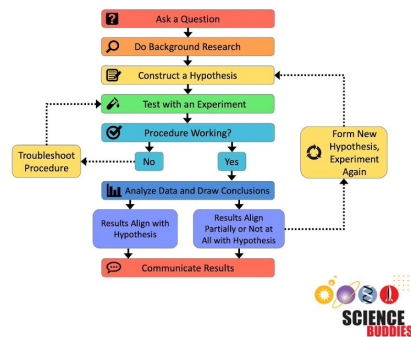 Ask a Question
Do Background Research
Construct a Hypothesis
Test with an Experiment
Procedure Working?
No
Yes
Troubleshoot
Procedure
Form New
Hypothesis,
Experiment
Again
Analyze Data and Draw Conclusions
Results Align with
Hypothesis
Results Align
Partially or Not at
All with Hypothesis
Communicate Results
SCIENCE
BUDDIES